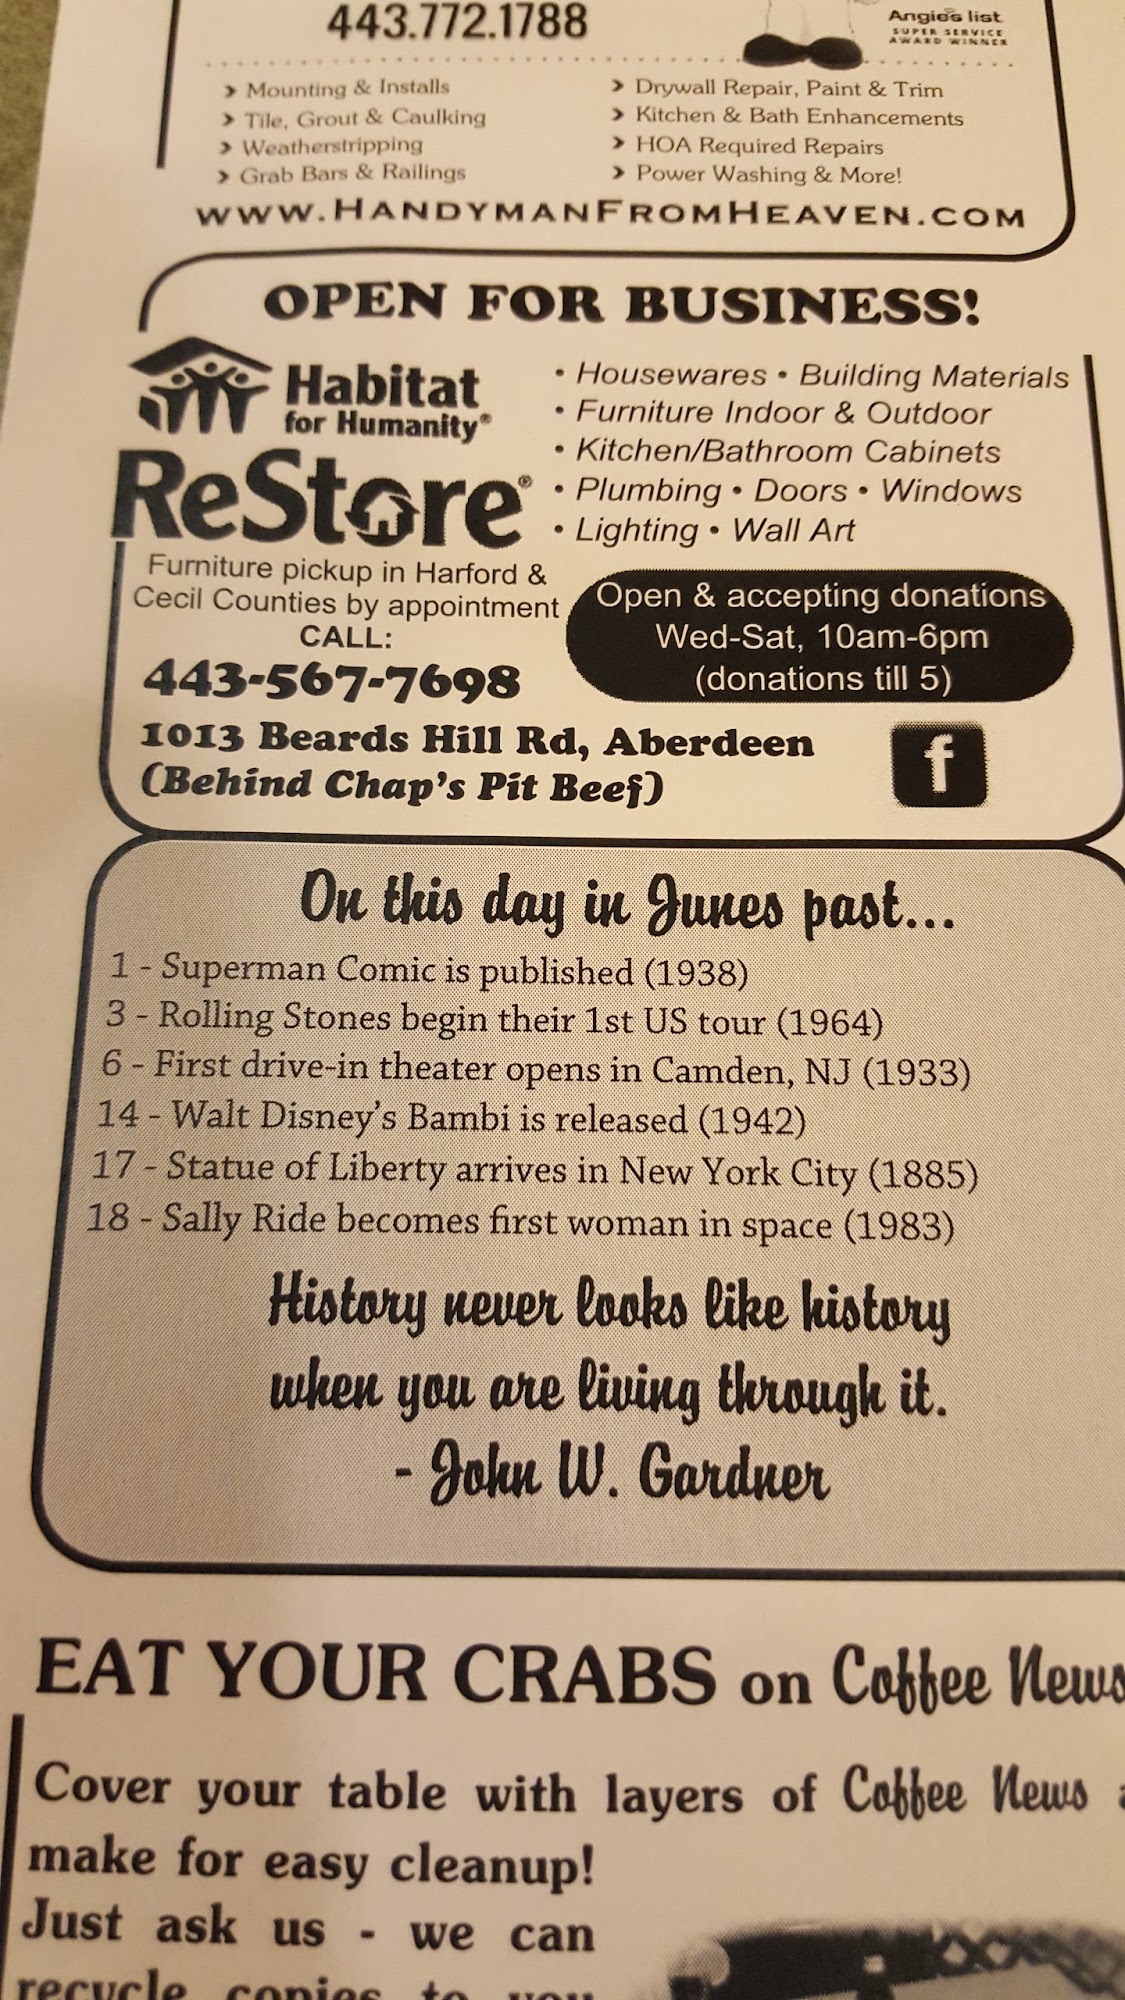 443.772.1788
Angie's list
SUPER SERVICE
AWARD WINNER
Mounting & Installs
Tile, Grout & Caulking
Weatherstripping
Grab Bars & Railings
Drywall Repair, Paint & Trim
Kitchen & Bath Enhancements
HOA Required Repairs
Power Washing & More!
WWW.HANDYMANFROMHEAVEN.COM
OPEN FOR BUSINESS!
Habitat
for Humanity®
ReStore®
• Housewares • Building Materials
• Furniture Indoor & Outdoor
• Kitchen/Bathroom Cabinets
• Plumbing • Doors • Windows
• Lighting • Wall Art
Furniture pickup in Harford &
Cecil Counties by appointment
CALL:
443-567-7698
Open & accepting donations
Wed-Sat, 10am-6pm
(donations till 5)
1013 Beards Hill Rd, Aberdeen
(Behind Chap's Pit Beef)
f
On this day in Junes past...
1 - Superman Comic is published (1938)
3 - Rolling Stones begin their 1st US tour (1964)
6 - First drive-in theater opens in Camden, NJ (1933)
14 - Walt Disney's Bambi is released (1942)
17 - Statue of Liberty arrives in New York City (1885)
18 - Sally Ride becomes first woman in space (1983)
History never looks like history
when you are living through it.
- John W. Gardner
EAT YOUR CRABS on Coffee News
Cover your table with layers of Coffee News
make for easy cleanup!
Just ask us - we can
recycle copies to you